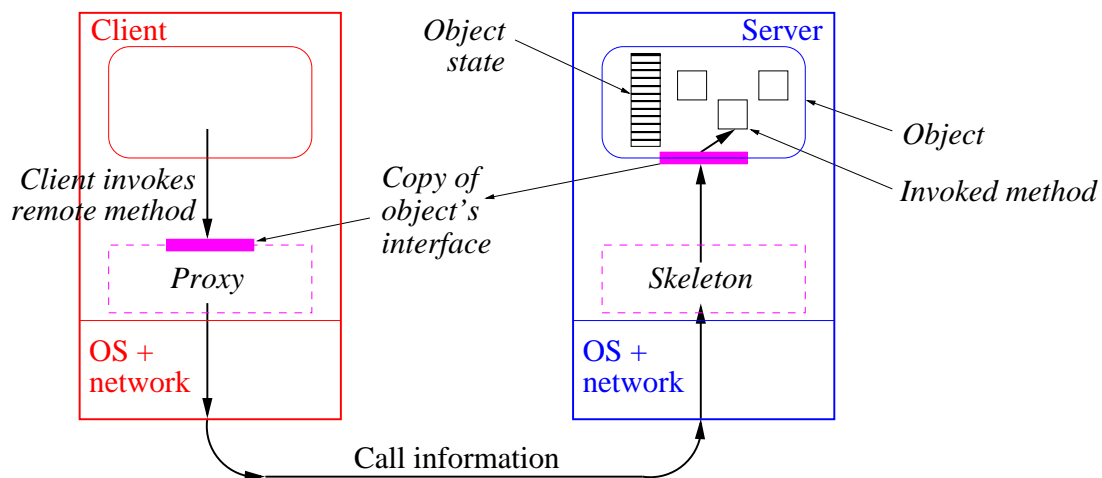 Client
Client invokes
remote method
Proxy
OS +
network
Object
state
Copy of
object's
interface
Call information
Server
Object
Invoked method
Skeleton
OS +
network